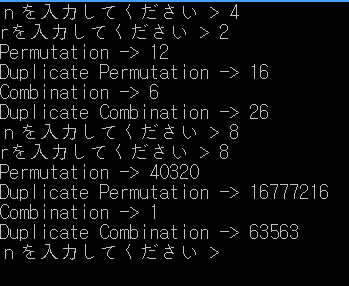 nを入力してください > 4
rを入力してください > 2
Permutation -> 12
Duplicate Permutation -> 16
Combination -> 6
Duplicate Combination -> 26
nを入力してください > 8
rを入力してください > 8
Permutation -> 40320
Duplicate Permutation -> 16777216
Combination -> 1
Duplicate Combination -> 63563
nを入力してください >